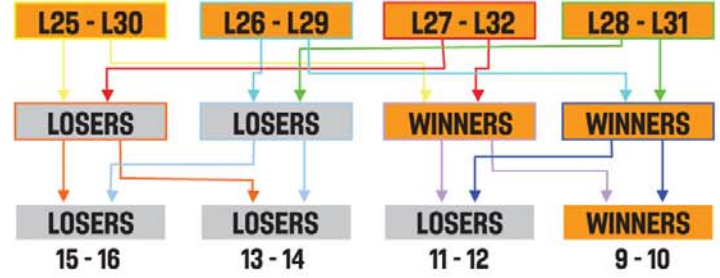 L25 - L30 L26 - L29 L27 - L32 L28 - L31
LOSERS LOSERS WINNERS WINNERS
LOSERS LOSERS LOSERS WINNERS
15 - 16 13 - 14 11 - 12 9 - 10